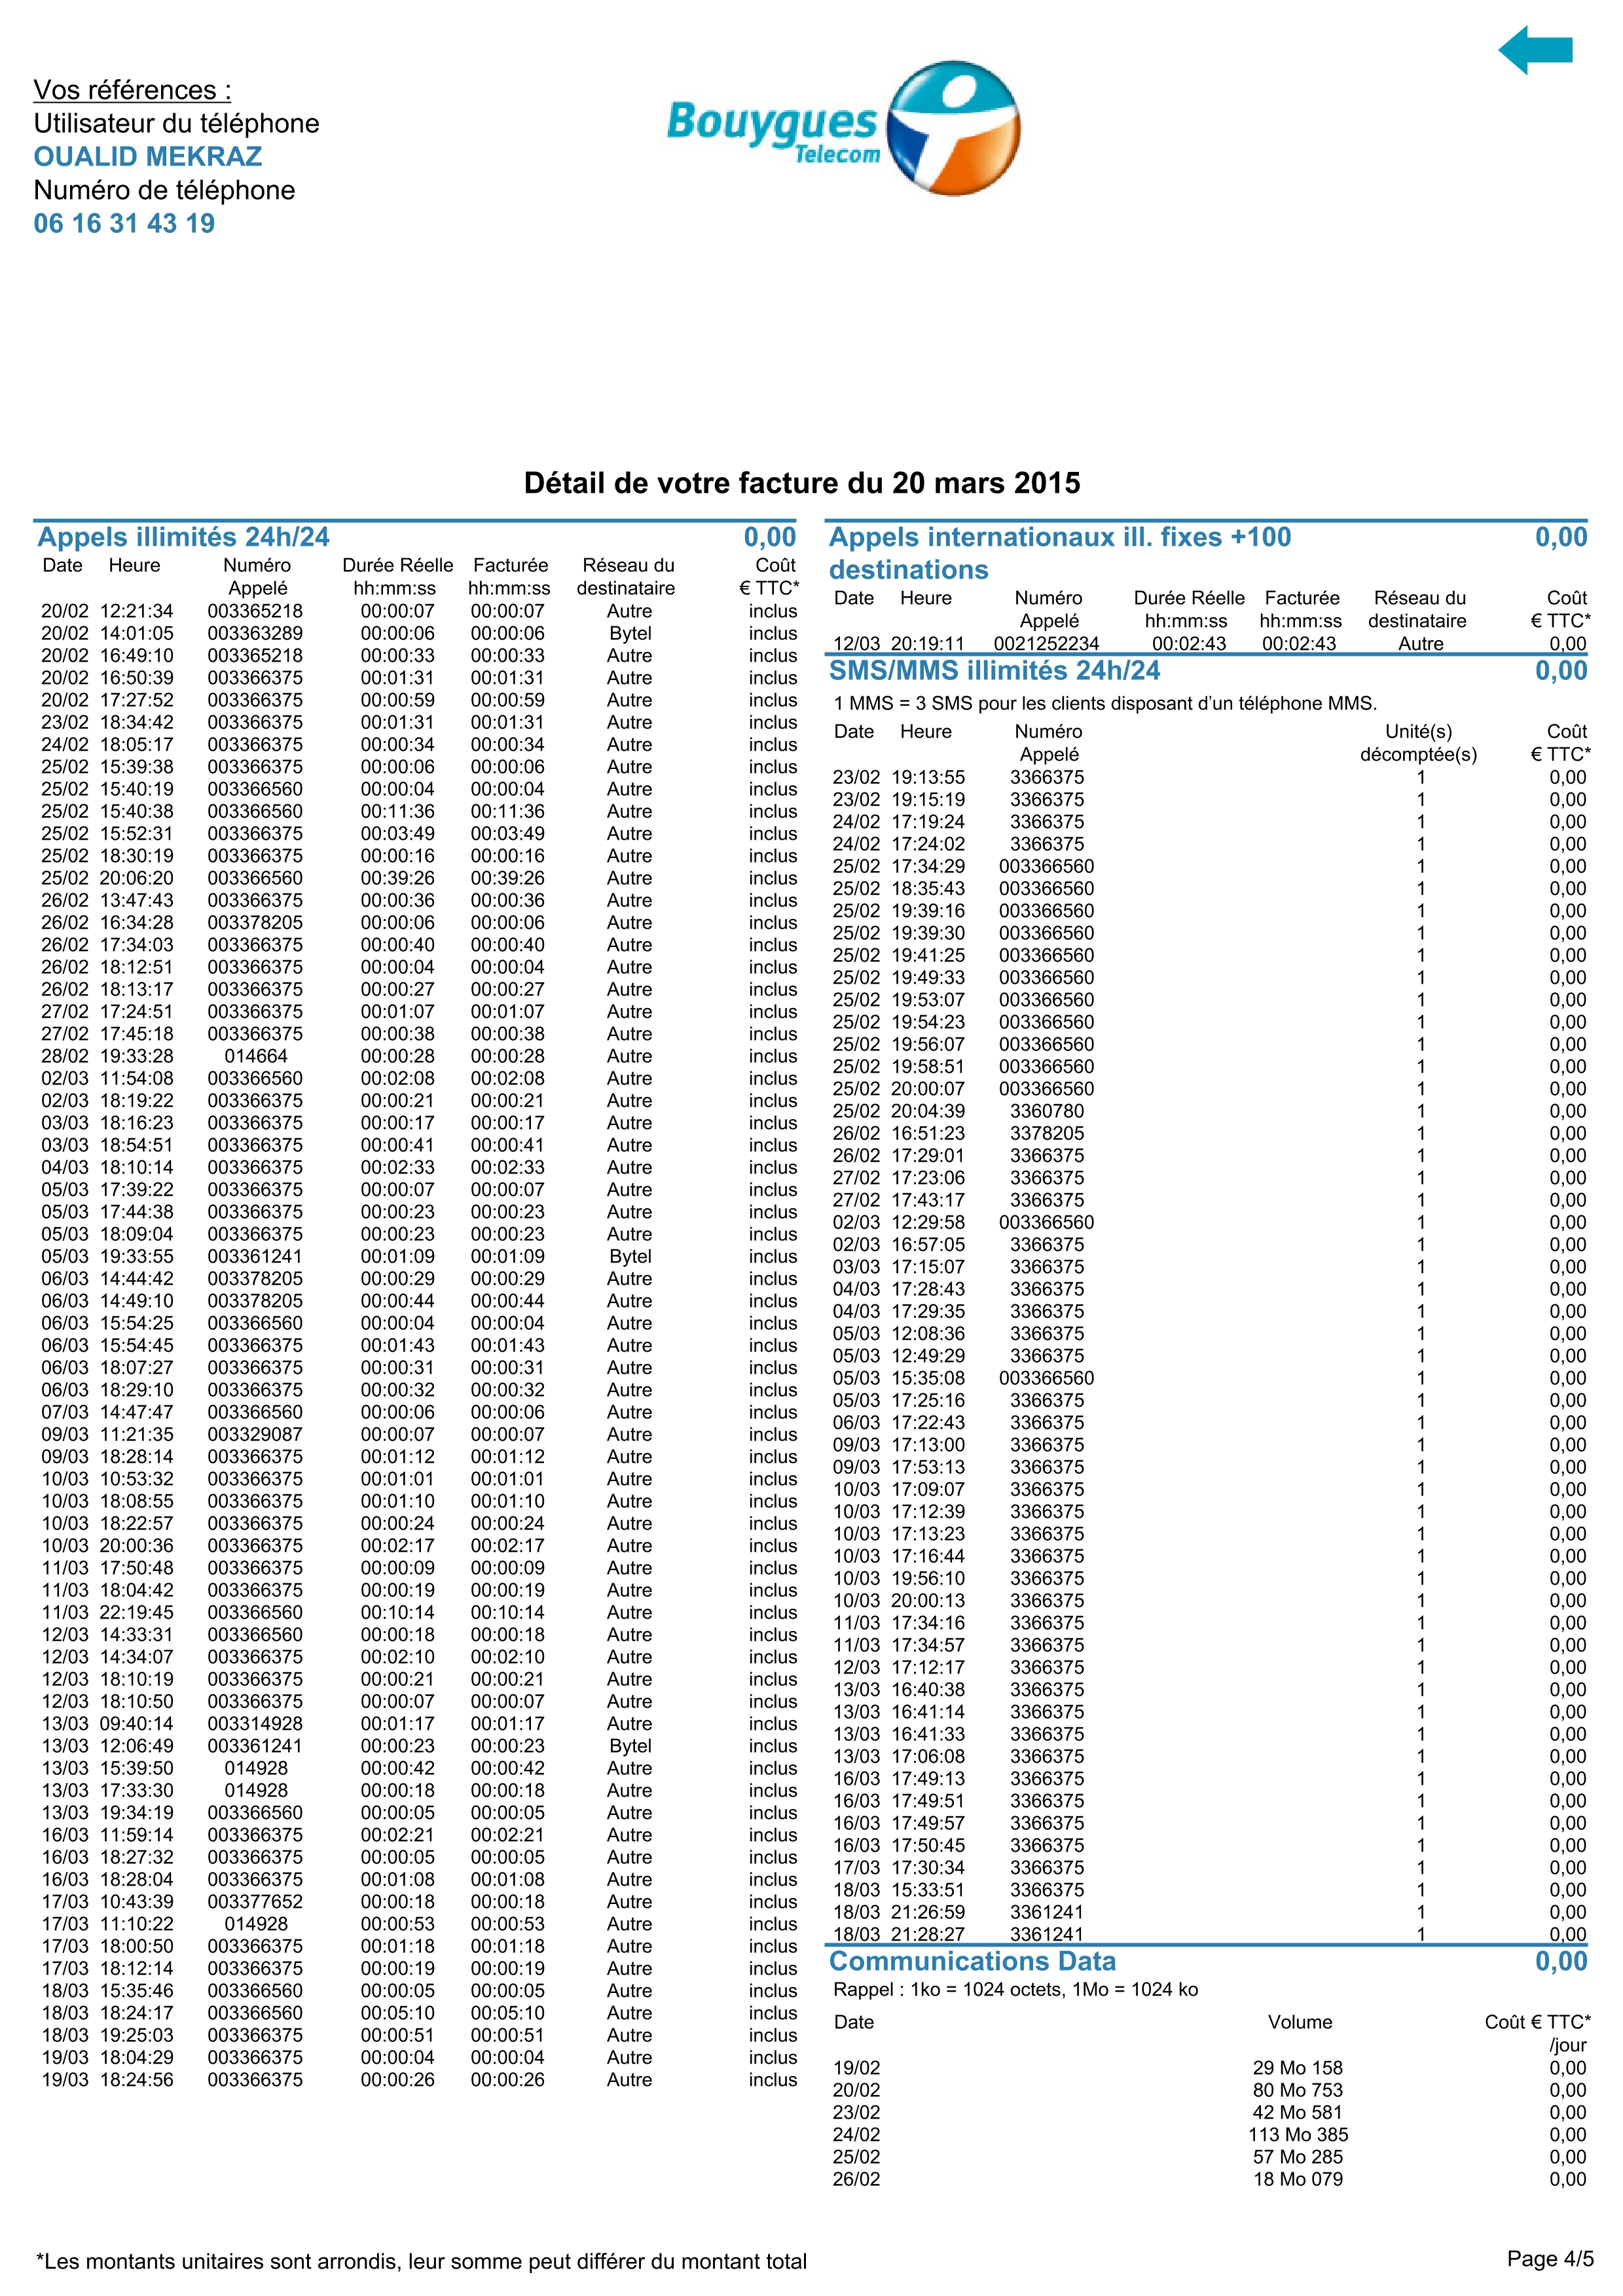 Vos références :
Utilisateur du téléphone
OUALID MEKRAZ
Numéro de téléphone
06 16 31 43 19
Bouygues
Telecom
Détail de votre facture du 20 mars 2015
Appels illimités 24h/24 0,00
Date Heure Numéro Durée Réelle Facturée Réseau du Coût
Appelé hh:mm:ss hh:mm:ss destinataire € TTC*
20/02 12:21:34 003365218 00:00:07 00:00:07 Autre inclus
20/02 14:01:05 003363289 00:00:06 00:00:06 Bytel inclus
20/02 16:49:10 003365218 00:00:33 00:00:33 Autre inclus
20/02 16:50:39 003366375 00:01:31 00:01:31 Autre inclus
20/02 17:27:52 003366375 00:00:59 00:00:59 Autre inclus
23/02 18:34:42 003366375 00:01:31 00:01:31 Autre inclus
24/02 18:05:17 003366375 00:00:34 00:00:34 Autre inclus
25/02 15:39:38 003366375 00:00:06 00:00:06 Autre inclus
25/02 15:40:19 003366560 00:00:04 00:00:04 Autre inclus
25/02 15:40:38 003366560 00:11:36 00:11:36 Autre inclus
25/02 15:52:31 003366375 00:03:49 00:03:49 Autre inclus
25/02 18:30:19 003366375 00:00:16 00:00:16 Autre inclus
25/02 20:06:20 003366560 00:39:26 00:39:26 Autre inclus
26/02 13:47:43 003366375 00:00:36 00:00:36 Autre inclus
26/02 16:34:28 003378205 00:00:06 00:00:06 Autre inclus
26/02 17:34:03 003366375 00:00:40 00:00:40 Autre inclus
26/02 18:12:51 003366375 00:00:04 00:00:04 Autre inclus
26/02 18:13:17 003366375 00:00:27 00:00:27 Autre inclus
27/02 17:24:51 003366375 00:01:07 00:01:07 Autre inclus
27/02 17:45:18 003366375 00:00:38 00:00:38 Autre inclus
28/02 19:33:28 014664 00:00:28 00:00:28 Autre inclus
02/03 11:54:08 003366560 00:02:08 00:02:08 Autre inclus
02/03 18:19:22 003366375 00:00:21 00:00:21 Autre inclus
03/03 18:16:23 003366375 00:00:17 00:00:17 Autre inclus
03/03 18:54:51 003366375 00:00:41 00:00:41 Autre inclus
04/03 18:10:14 003366375 00:02:33 00:02:33 Autre inclus
05/03 17:39:22 003366375 00:00:07 00:00:07 Autre inclus
05/03 17:44:38 003366375 00:00:23 00:00:23 Autre inclus
05/03 18:09:04 003366375 00:00:23 00:00:23 Autre inclus
05/03 19:33:55 003361241 00:01:09 00:01:09 Bytel inclus
06/03 14:44:42 003378205 00:00:29 00:00:29 Autre inclus
06/03 14:49:10 003378205 00:00:44 00:00:44 Autre inclus
06/03 15:54:25 003366560 00:00:04 00:00:04 Autre inclus
06/03 15:54:45 003366375 00:01:43 00:01:43 Autre inclus
06/03 18:07:27 003366375 00:00:31 00:00:31 Autre inclus
06/03 18:29:10 003366375 00:00:32 00:00:32 Autre inclus
07/03 14:47:47 003366560 00:00:06 00:00:06 Autre inclus
09/03 11:21:35 003329087 00:00:07 00:00:07 Autre inclus
09/03 18:28:14 003366375 00:01:12 00:01:12 Autre inclus
10/03 10:53:32 003366375 00:01:01 00:01:01 Autre inclus
10/03 18:08:55 003366375 00:01:10 00:01:10 Autre inclus
10/03 18:22:57 003366375 00:00:24 00:00:24 Autre inclus
10/03 20:00:36 003366375 00:02:17 00:02:17 Autre inclus
11/03 17:50:48 003366375 00:00:09 00:00:09 Autre inclus
11/03 18:04:42 003366375 00:00:19 00:00:19 Autre inclus
11/03 22:19:45 003366560 00:10:14 00:10:14 Autre inclus
12/03 14:33:31 003366560 00:00:18 00:00:18 Autre inclus
12/03 14:34:07 003366375 00:02:10 00:02:10 Autre inclus
12/03 18:10:19 003366375 00:00:21 00:00:21 Autre inclus
12/03 18:10:50 003366375 00:00:07 00:00:07 Autre inclus
13/03 09:40:14 003314928 00:01:17 00:01:17 Autre inclus
13/03 12:06:49 003361241 00:00:23 00:00:23 Bytel inclus
13/03 15:39:50 014928 00:00:42 00:00:42 Autre inclus
13/03 17:33:30 014928 00:00:18 00:00:18 Autre inclus
13/03 19:34:19 003366560 00:00:05 00:00:05 Autre inclus
16/03 11:59:14 003366375 00:02:21 00:02:21 Autre inclus
16/03 18:27:32 003366375 00:00:05 00:00:05 Autre inclus
16/03 18:28:04 003366375 00:01:08 00:01:08 Autre inclus
17/03 10:43:39 003377652 00:00:18 00:00:18 Autre inclus
17/03 11:10:22 014928 00:00:53 00:00:53 Autre inclus
17/03 18:00:50 003366375 00:01:18 00:01:18 Autre inclus
17/03 18:12:14 003366375 00:00:19 00:00:19 Autre inclus
18/03 15:35:46 003366560 00:00:05 00:00:05 Autre inclus
18/03 18:24:17 003366560 00:05:10 00:05:10 Autre inclus
18/03 19:25:03 003366375 00:00:51 00:00:51 Autre inclus
19/03 18:04:29 003366375 00:00:04 00:00:04 Autre inclus
19/03 18:24:56 003366375 00:00:26 00:00:26 Autre inclus
Appels internationaux ill. fixes +100 0,00
destinations
Date Heure Numéro Durée Réelle Facturée Réseau du Coût
Appelé hh:mm:ss hh:mm:ss destinataire € TTC*
12/03 20:19:11 0021252234 00:02:43 00:02:43 Autre 0,00
SMS/MMS illimités 24h/24 0,00
1 MMS = 3 SMS pour les clients disposant d'un téléphone MMS.
Date Heure Numéro Unité(s) Coût
Appelé décomptée(s) € TTC*
23/02 19:13:55 3366375 1 0,00
23/02 19:15:19 3366375 1 0,00
24/02 17:19:24 3366375 1 0,00
24/02 17:24:02 3366375 1 0,00
25/02 17:34:29 003366560 1 0,00
25/02 18:35:43 003366560 1 0,00
25/02 19:39:16 003366560 1 0,00
25/02 19:39:30 003366560 1 0,00
25/02 19:41:25 003366560 1 0,00
25/02 19:49:33 003366560 1 0,00
25/02 19:53:07 003366560 1 0,00
25/02 19:54:23 003366560 1 0,00
25/02 19:56:07 003366560 1 0,00
25/02 19:58:51 003366560 1 0,00
25/02 20:00:07 003366560 1 0,00
25/02 20:04:39 3360780 1 0,00
26/02 16:51:23 3378205 1 0,00
26/02 17:29:01 3366375 1 0,00
27/02 17:23:06 3366375 1 0,00
27/02 17:43:17 3366375 1 0,00
02/03 12:29:58 003366560 1 0,00
02/03 16:57:05 3366375 1 0,00
03/03 17:15:07 3366375 1 0,00
04/03 17:28:43 3366375 1 0,00
04/03 17:29:35 3366375 1 0,00
05/03 12:08:36 3366375 1 0,00
05/03 12:49:29 3366375 1 0,00
05/03 15:35:08 003366560 1 0,00
05/03 17:25:16 3366375 1 0,00
06/03 17:22:43 3366375 1 0,00
09/03 17:13:00 3366375 1 0,00
09/03 17:53:13 3366375 1 0,00
10/03 17:09:07 3366375 1 0,00
10/03 17:12:39 3366375 1 0,00
10/03 17:13:23 3366375 1 0,00
10/03 17:16:44 3366375 1 0,00
10/03 19:56:10 3366375 1 0,00
10/03 20:00:13 3366375 1 0,00
11/03 17:34:16 3366375 1 0,00
11/03 17:34:57 3366375 1 0,00
12/03 17:12:17 3366375 1 0,00
13/03 16:40:38 3366375 1 0,00
13/03 16:41:14 3366375 1 0,00
13/03 16:41:33 3366375 1 0,00
13/03 17:06:08 3366375 1 0,00
16/03 17:49:13 3366375 1 0,00
16/03 17:49:51 3366375 1 0,00
16/03 17:49:57 3366375 1 0,00
16/03 17:50:45 3366375 1 0,00
17/03 17:30:34 3366375 1 0,00
18/03 15:33:51 3366375 1 0,00
18/03 21:26:59 3361241 1 0,00
18/03 21:28:27 3361241 1 0,00
Communications Data 0,00
Rappel : 1ko = 1024 octets, 1Mo = 1024 ko
Date Volume Coût € TTC*
/jour
19/02 29 Mo 158 0,00
20/02 80 Mo 753 0,00
23/02 42 Mo 581 0,00
24/02 113 Mo 385 0,00
25/02 57 Mo 285 0,00
26/02 18 Mo 079 0,00
*Les montants unitaires sont arrondis, leur somme peut différer du montant total
Page 4/5